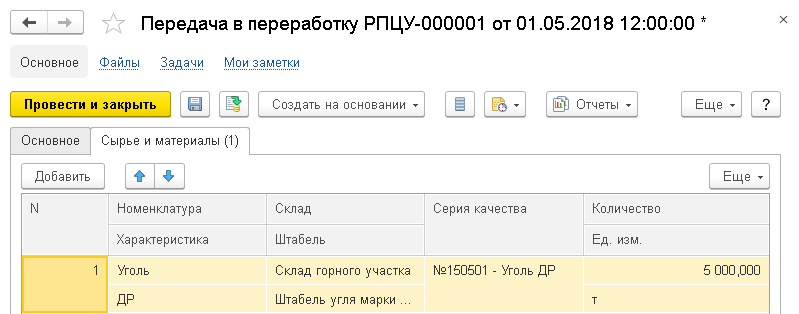 Передача в переработку РПЦУ-000001 от 01.05.2018 12:00:00 *
Основное Файлы Задачи Мои заметки
Провести и закрыть Создать на основании Отчеты Еще ?
Основное Сырье и материалы (1)
Добавить Еще
N Номенклатура Склад Серия качества Количество
Характеристика Штабель Ед. изм.
1 Уголь Склад горного участка №150501 - Уголь ДР 5 000,000
ДР Штабель угля марки ... т